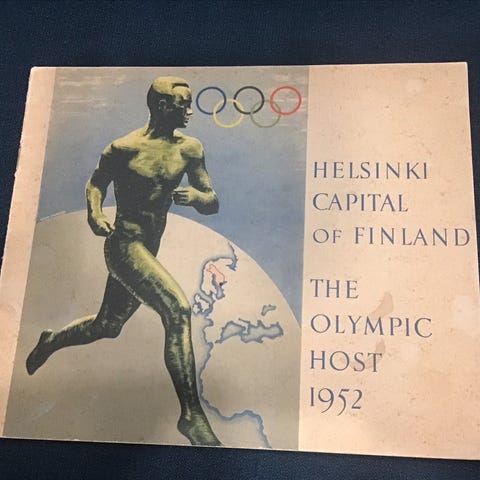 HELSINKI
CAPITAL
OF FINLAND
THE
OLYMPIC
HOST
1952